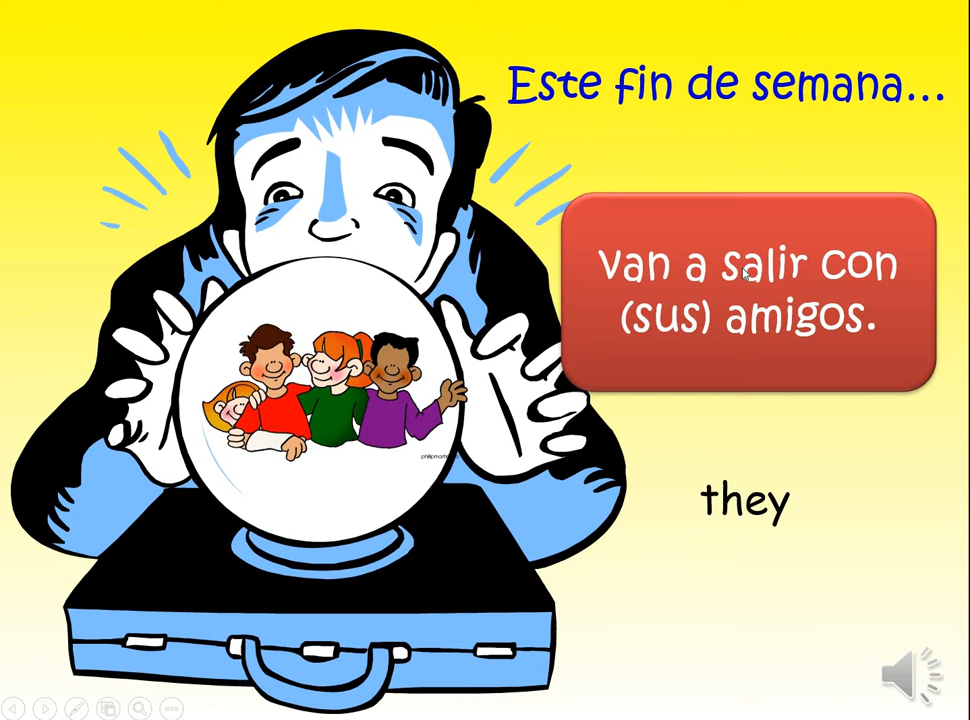 Este fin de semana...
van a salir con
(sus) amigos.
they